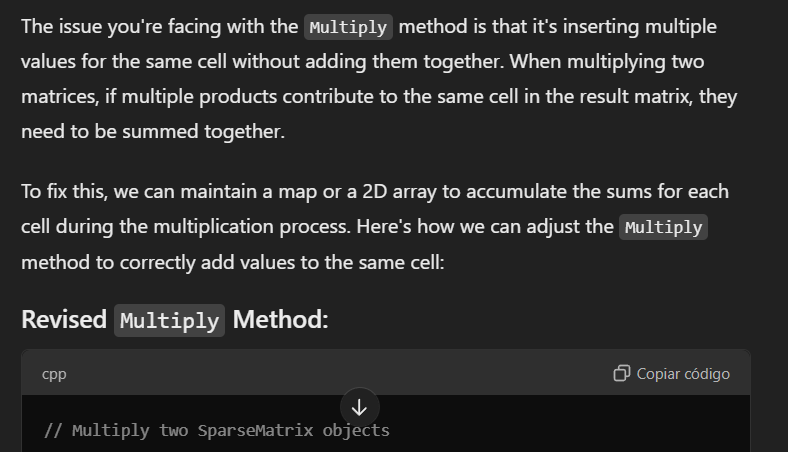 The issue you're facing with the Multiply method is that it's inserting multiple
values for the same cell without adding them together. When multiplying two
matrices, if multiple products contribute to the same cell in the result matrix, they
need to be summed together.
To fix this, we can maintain a map or a 2D array to accumulate the sums for each
cell during the multiplication process. Here's how we can adjust the Multiply
method to correctly add values to the same cell:
Revised Multiply Method:
cpp Copiar código
// Multiply two SparseMatrix objects